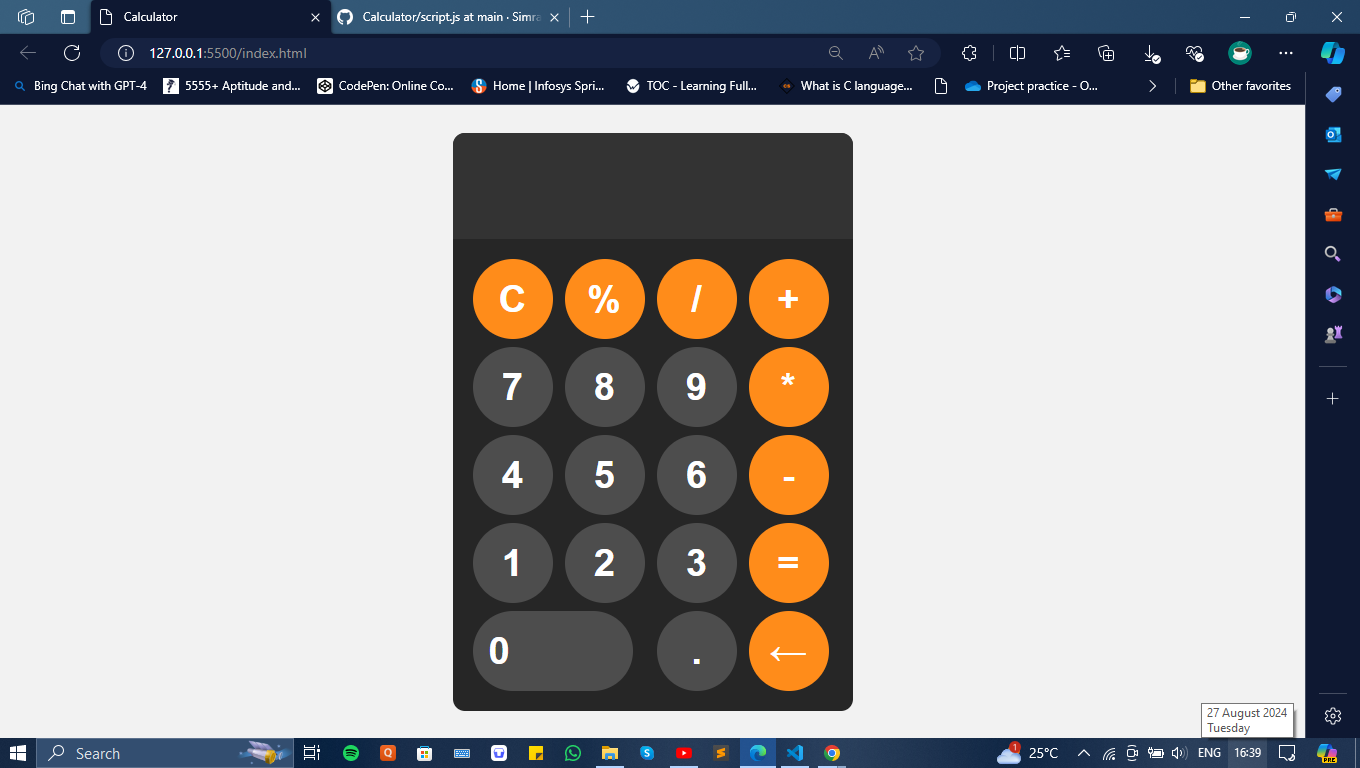 Calculator
Calculator/script.js at main · Simra
127.0.0.1:5500/index.html
Bing Chat with GPT-4
5555+ Aptitude and...
CodePen: Online Co...
Home | Infosys Spri...
TOC - Learning Full...
What is C language...
Project practice - O...
Other favorites
C % / +
7 8 9 *
4 5 6 -
1 2 3 =
0 . ←
27 August 2024
Tuesday
Search
1
25°C
ENG
16:39
PRE